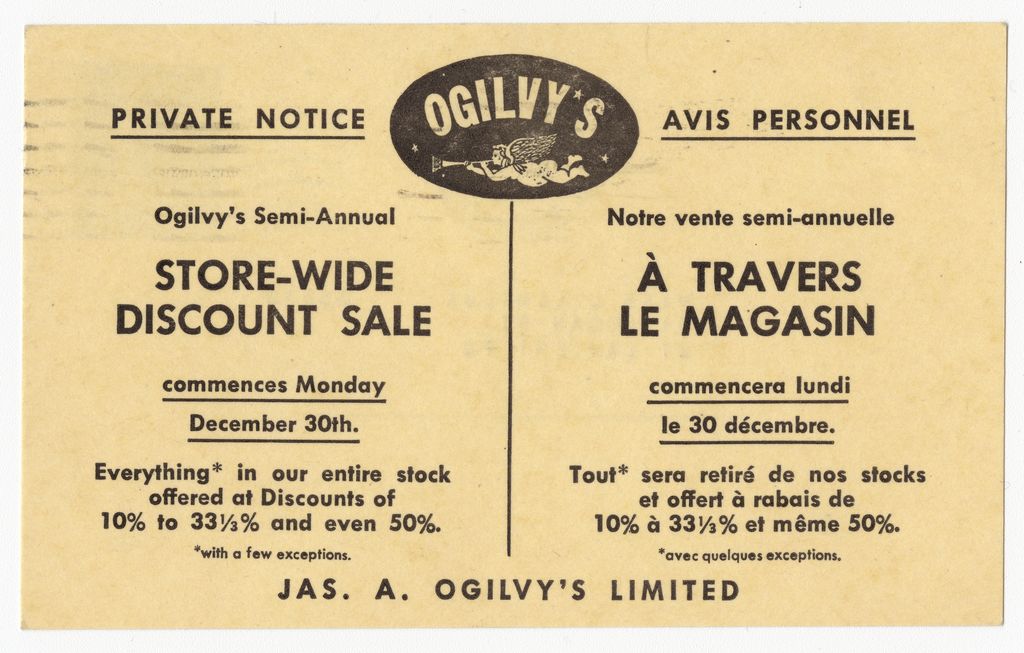 OGILVY'S
PRIVATE NOTICE
Ogilvy's Semi-Annual
STORE-WIDE
DISCOUNT SALE
commences Monday
December 30th.
Everything* in our entire stock
offered at Discounts of
10% to 33⅓% and even 50%.
*with a few exceptions.
AVIS PERSONNEL
Notre vente semi-annuelle
À TRAVERS
LE MAGASIN
commencera lundi
le 30 décembre.
Tout* sera retiré de nos stocks
et offert à rabais de
10% à 33⅓% et même 50%.
*avec quelques exceptions.
JAS. A. OGILVY'S LIMITED